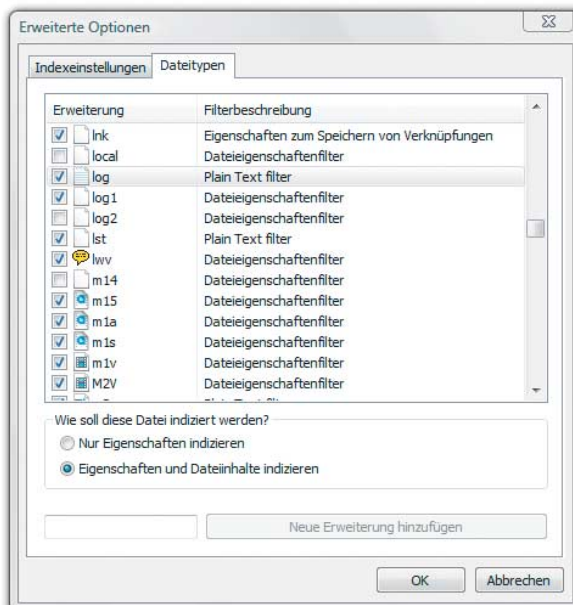 Erweiterte Optionen
Indexeinstellungen Dateitypen
Erweiterung Filterbeschreibung
lnk Eigenschaften zum Speichern von Verknüpfungen
local Dateieigenschaftenfilter
log Plain Text filter
log1 Dateieigenschaftenfilter
log2 Dateieigenschaftenfilter
lst Plain Text filter
lwv Dateieigenschaftenfilter
m14 Dateieigenschaftenfilter
m15 Dateieigenschaftenfilter
m1a Dateieigenschaftenfilter
m1s Dateieigenschaftenfilter
m1v Dateieigenschaftenfilter
M2V Dateieigenschaftenfilter
Wie soll diese Datei indiziert werden?
Nur Eigenschaften indizieren
Eigenschaften und Dateiinhalte indizieren
Neue Erweiterung hinzufügen
OK Abbrechen